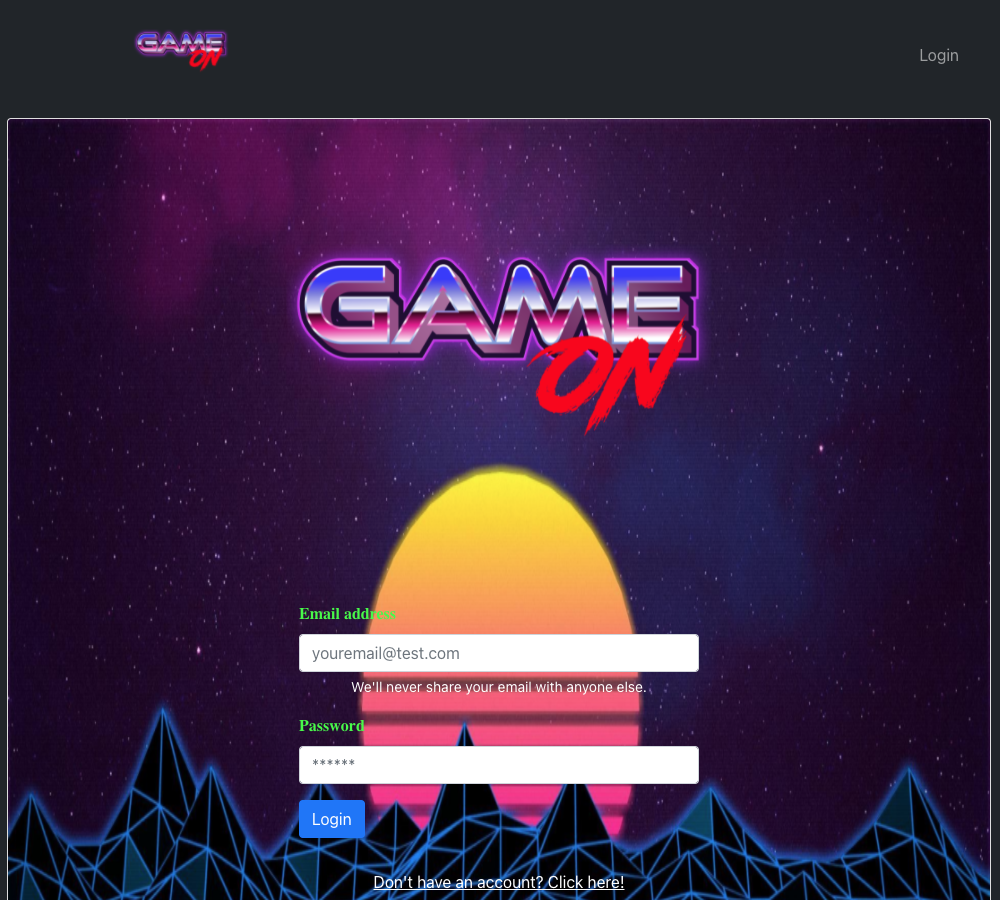 GAME
ON
Login
GAME
ON
Email address
youremail@test.com
We'll never share your email with anyone else.
Password
******
Login
Don't have an account? Click here!